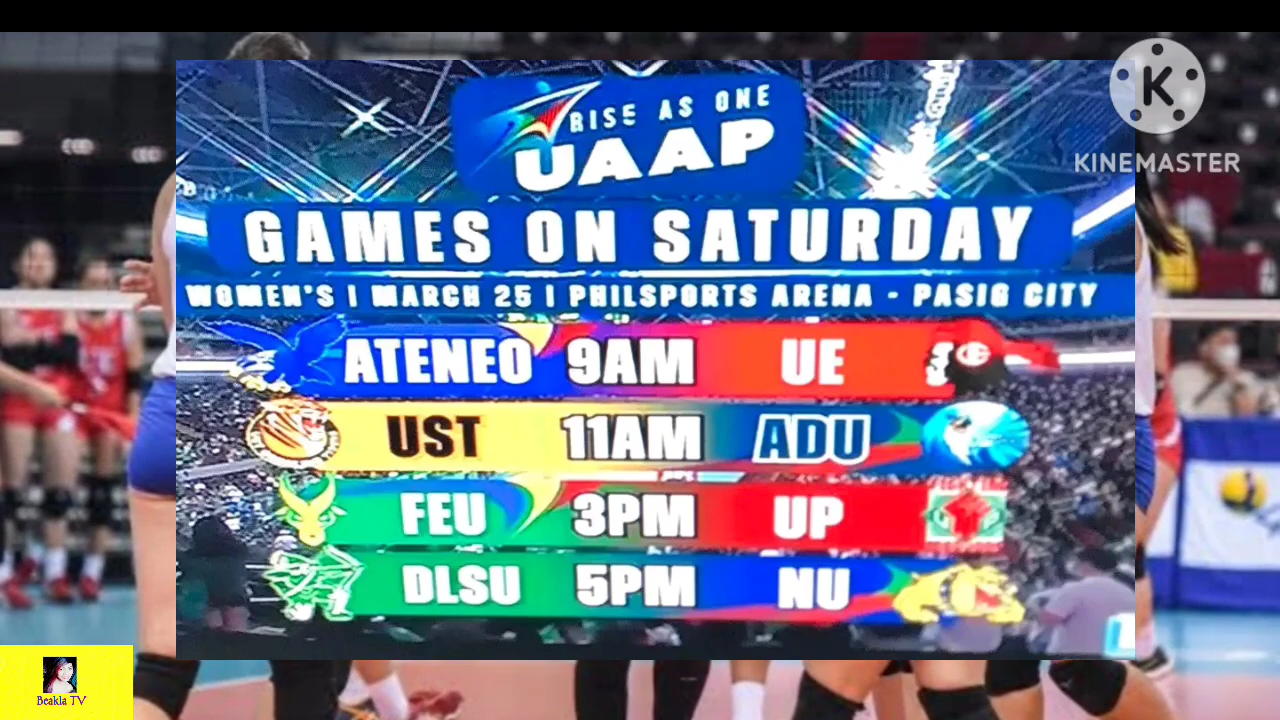 RISE AS ONE
UAAP
KINEMASTER
GAMES ON SATURDAY
WOMEN'S | MARCH 25 | PHILSPORTS ARENA - PASIG CITY
ATENEO 9AM UE
UST 11AM ADU
FEU 3PM UP
DLSU 5PM NU
Beakla TV